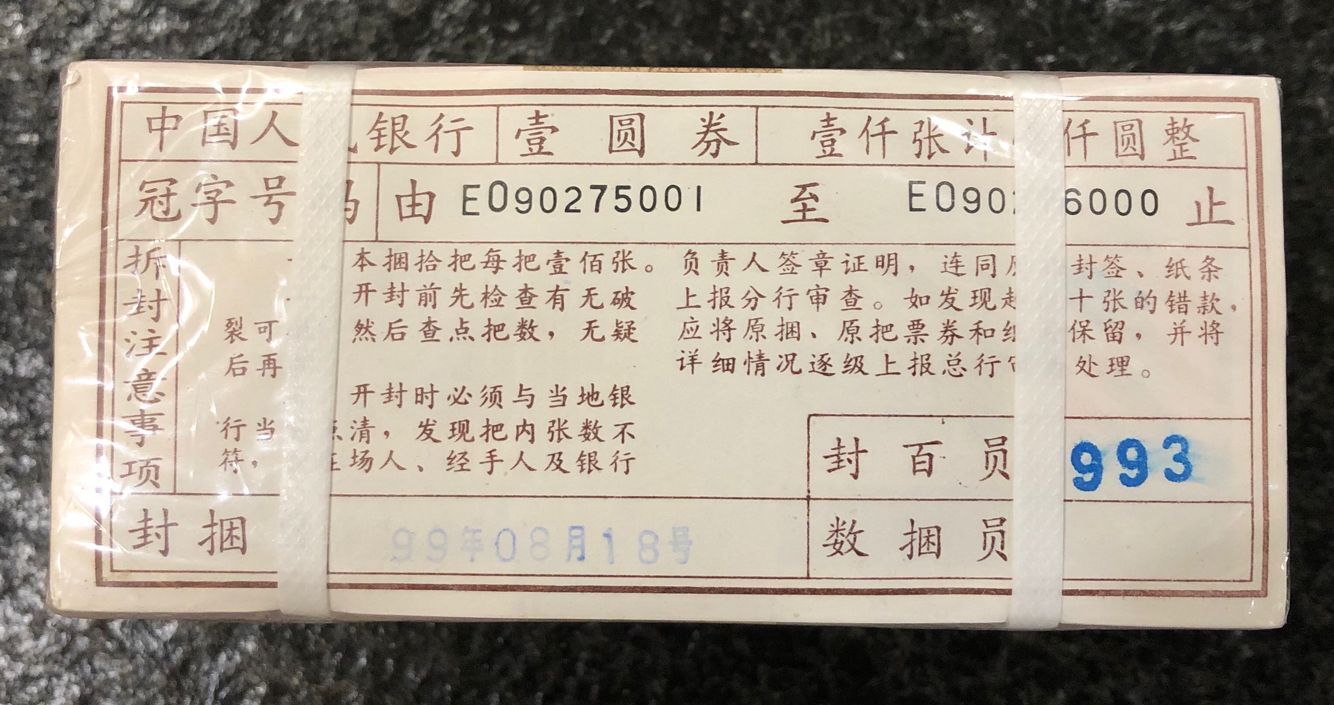 中国人 银行 壹圆券 壹仟张计 仟圆整
冠字号 由 E090275001 至 E090 6000 止
拆封注意事项
本捆拾把每把壹佰张。
开封前先检查有无破
裂可 然后查点把数，无疑
后再
开封时必须与当地银
行当 清，发现把内张数不
符， 场人、经手人及银行
负责人签章证明，连同 封签、纸条
上报分行审查。如发现 十张的错款，
应将原捆、原把票券和 保留，并将
详细情况逐级上报总行 处理。
封百员 993
封捆 99年08月18号
数捆员